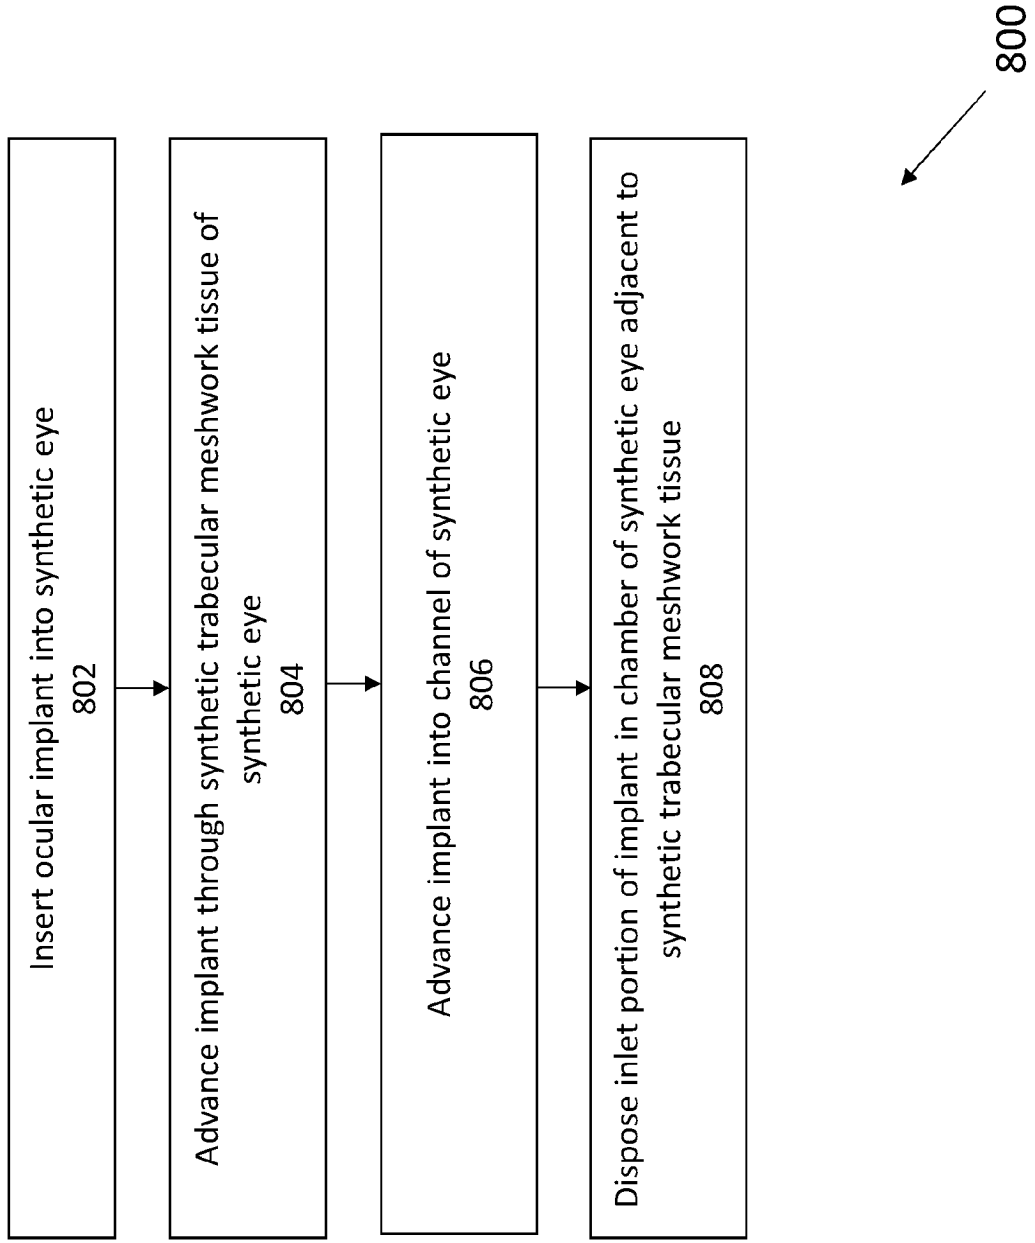 Insert ocular implant into synthetic eye
802
Advance implant through synthetic trabecular meshwork tissue of
synthetic eye
804
Advance implant into channel of synthetic eye
806
Dispose inlet portion of implant in chamber of synthetic eye adjacent to
synthetic trabecular meshwork tissue
808
800